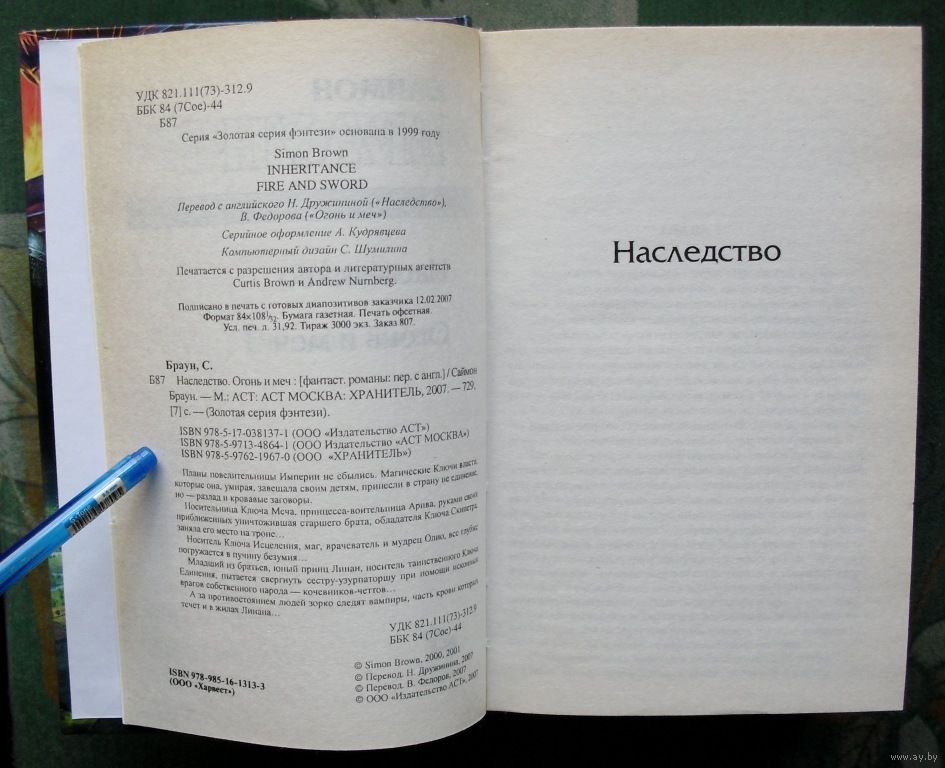 УДК 821.111(73)-312.9
ББК 84 (7Сое)-44
Б87
Серия «Золотая серия фэнтези» основана в 1999 году
Simon Brown
INHERITANCE
FIRE AND SWORD
Перевод с английского Н. Дружининой («Наследство»),
В. Федорова («Огонь и меч»)
Серийное оформление А. Кудрявцева
Компьютерный дизайн С. Шумилина
Печатается с разрешения автора и литературных агентств
Curtis Brown и Andrew Nurnberg.
Подписано в печать с готовых диапозитивов заказчика 12.02.2007
Формат 84×108 1/32. Бумага газетная. Печать офсетная.
Усл. печ. л. 31,92. Тираж 3000 экз. Заказ 807.
Браун, С.
Б87 Наследство. Огонь и меч : [фантаст. романы: пер. с англ.] / Саймон
Браун. — М.: АСТ: АСТ МОСКВА: ХРАНИТЕЛЬ, 2007. — 729,
[7] с. — (Золотая серия фэнтези).
ISBN 978-5-17-038137-1 (ООО «Издательство АСТ»)
ISBN 978-5-9713-4864-1 (ООО Издательство «АСТ МОСКВА»)
ISBN 978-5-9762-1967-0 (ООО «ХРАНИТЕЛЬ»)
Планы повелительницы Империи не сбылись. Магические Ключи власти,
которые она, умирая, завещала своим детям, принесли в страну не единение,
но — разлад и кровавые заговоры.
Носительница Ключа Меча, принцесса-воительница Арива, руками своих
приближенных уничтожившая старшего брата, обладателя Ключа Скипетра,
заняла его место на троне...
Носитель Ключа Исцеления, маг, врачеватель и мудрец Олио, все глубже
погружается в пучину безумия...
Младший из братьев, юный принц Линан, носитель таинственного Ключа
Единения, пытается свергнуть сестру-узурпаторшу при помощи исконных
врагов собственного народа — кочевников-четтов...
А за противостоянием людей зорко следят вампиры, часть крови которых
течет и в жилах Линана...
УДК 821.111(73)-312.9
ББК 84 (7Сое)-44
© Simon Brown, 2000, 2001
© Перевод. Н. Дружинина, 2007
© Перевод. В. Федоров, 2007
© ООО «Издательство АСТ», 2007
ISBN 978-985-16-1313-3
(ООО «Харвест»)
Наследство
www.ay.by